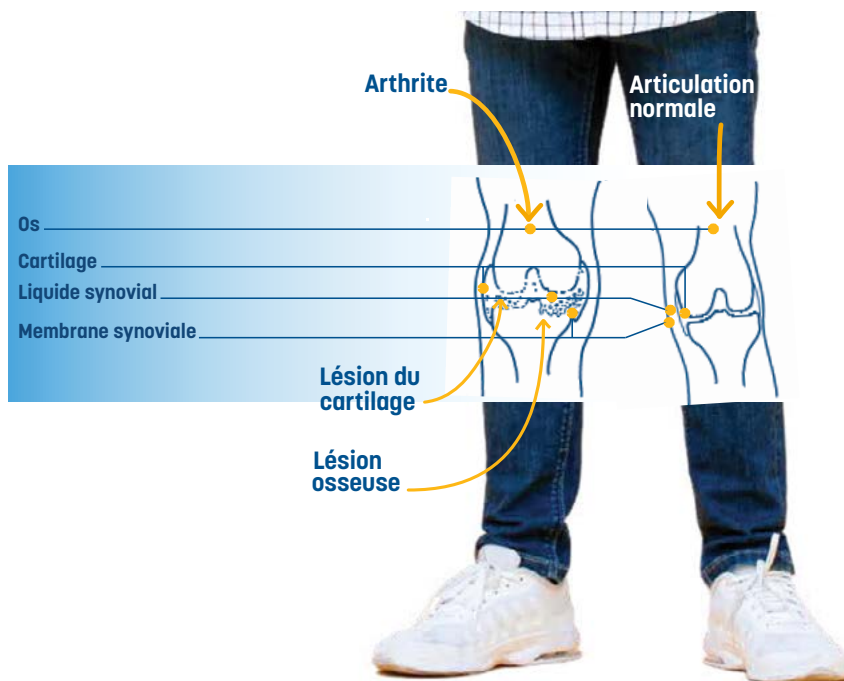 Arthrite
Articulation
normale
Os
Cartilage
Liquide synovial
Membrane synoviale
Lésion du
cartilage
Lésion
osseuse